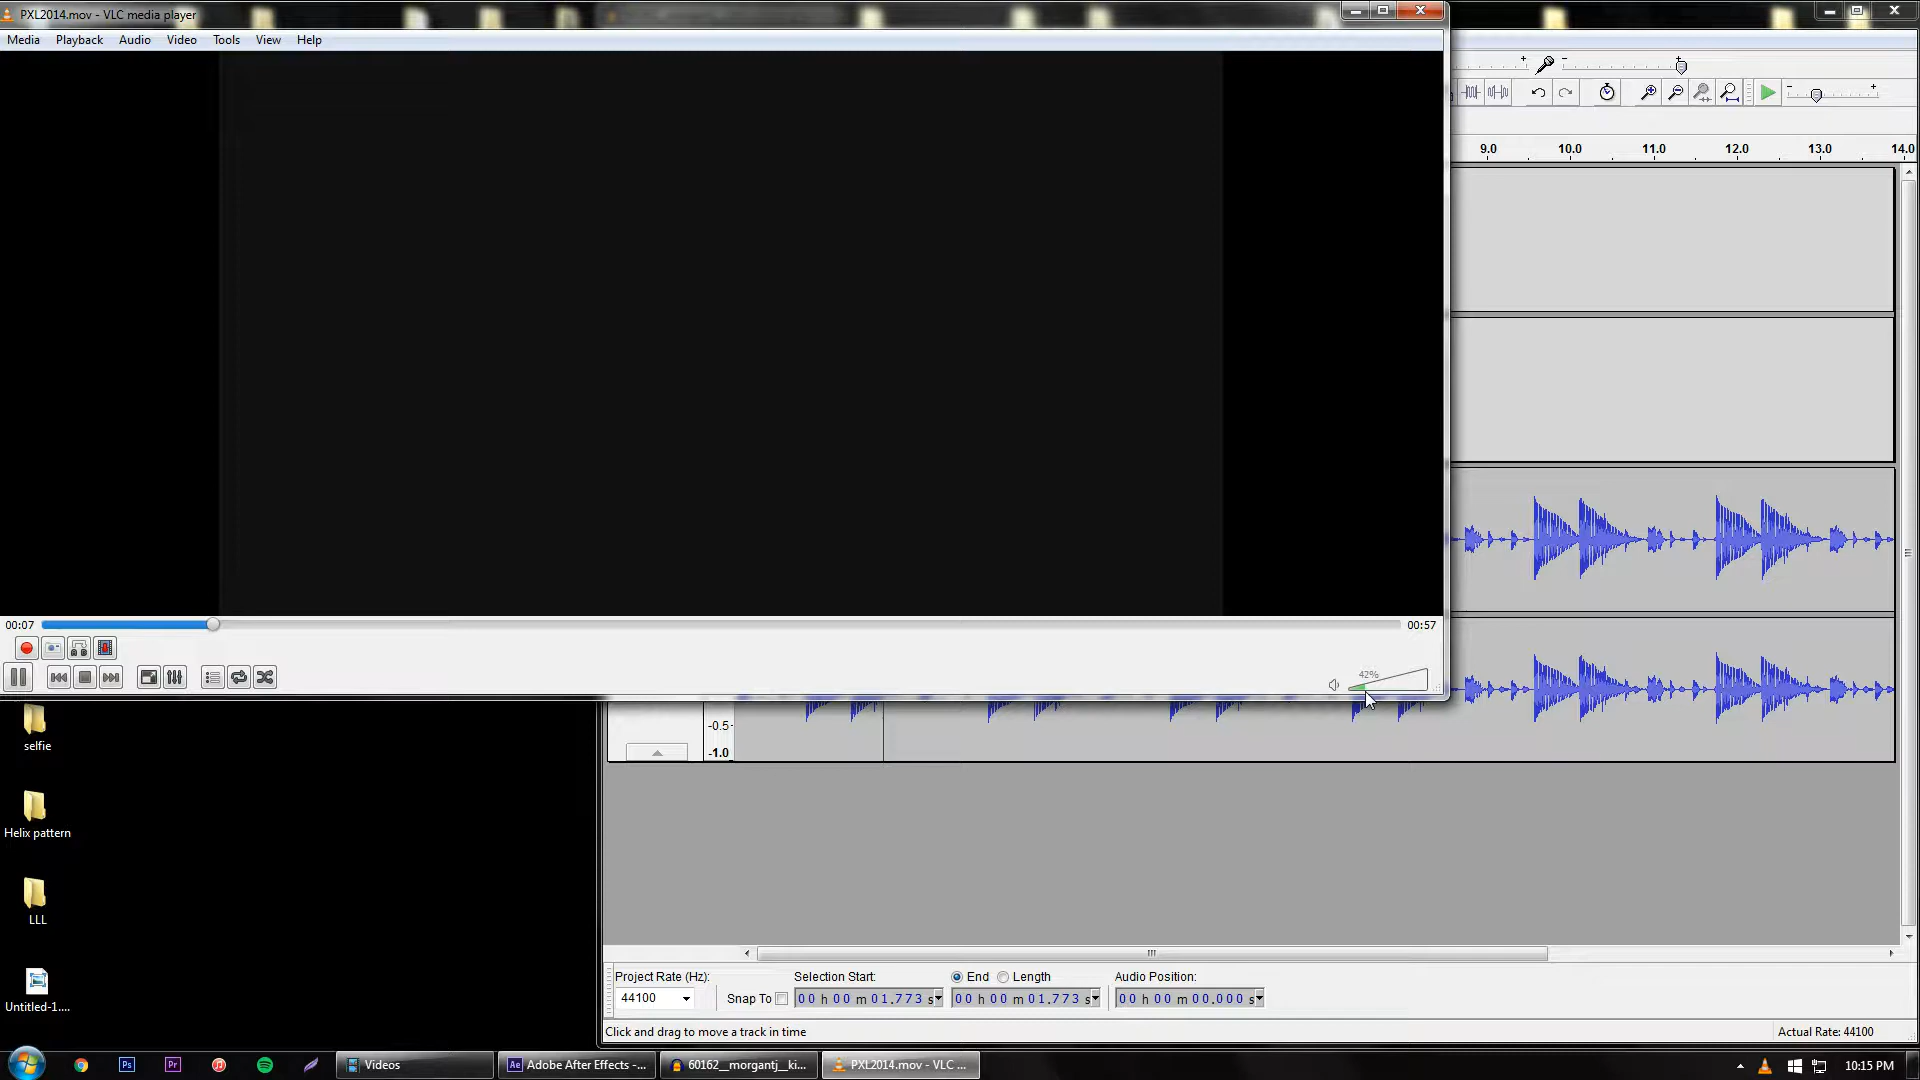 PXL2014.mov - VLC media player
Media Playback Audio Video Tools View Help
9.0 10.0 11.0 12.0 13.0 14.0
00:07
00:57
42%
-0.5
-1.0
selfie
Helix pattern
LLL
Untitled-1....
Project Rate (Hz):
44100
Snap To
Selection Start:
00 h 00 m 01.773 s
End
Length
00 h 00 m 01.773 s
Audio Position:
00 h 00 m 00.000 s
Click and drag to move a track in time
Actual Rate: 44100
Ps
Pr
Videos
Ae
Adobe After Effects -...
60162__morgantj__ki...
PXL2014.mov - VLC ...
10:15 PM